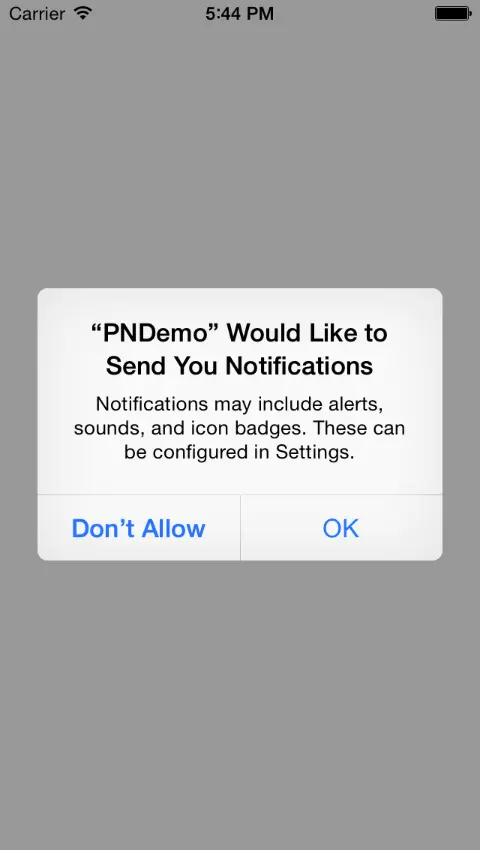 Carrier 5:44 PM
“PNDemo” Would Like to
Send You Notifications
Notifications may include alerts,
sounds, and icon badges. These can
be configured in Settings.
Don’t Allow OK